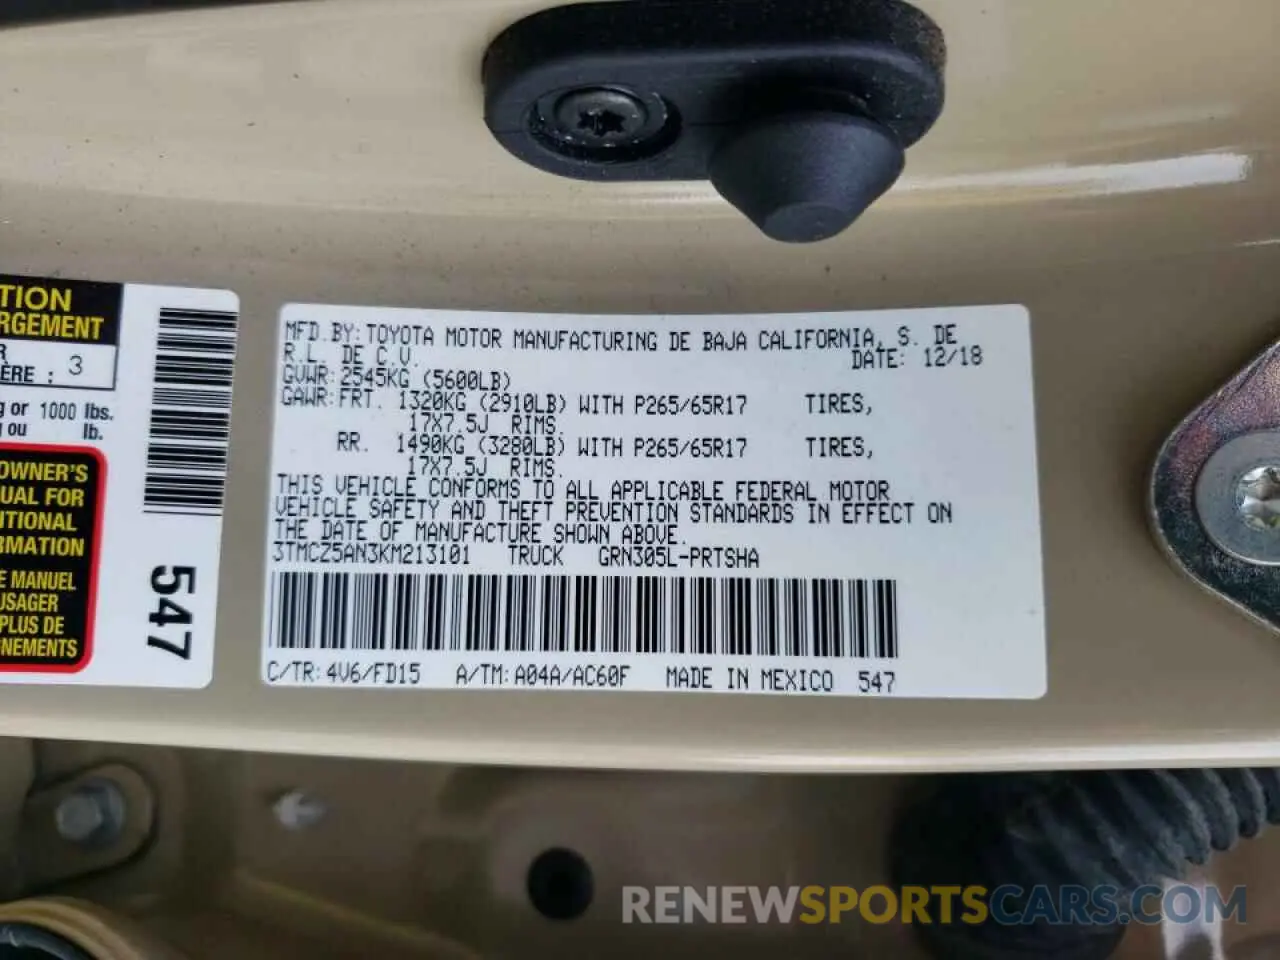 TION
RGEMENT
R
ÈRE : 3
g or 1000 lbs.
ou lb.
OWNER'S
UAL FOR
ITIONAL
RMATION
E MANUEL
USAGER
PLUS DE
GNEMENTS
547
MFD.BY:TOYOTA MOTOR MANUFACTURING DE BAJA CALIFORNIA, S. DE
R.L. DE C.V. DATE: 12/18
GVWR:2545KG (5600LB)
GAWR:FRT. 1320KG (2910LB) WITH P265/65R17 TIRES,
17X7.5J RIMS.
RR. 1490KG (3280LB) WITH P265/65R17 TIRES,
17X7.5J RIMS.
THIS VEHICLE CONFORMS TO ALL APPLICABLE FEDERAL MOTOR
VEHICLE SAFETY AND THEFT PREVENTION STANDARDS IN EFFECT ON
THE DATE OF MANUFACTURE SHOWN ABOVE.
3TMCZ5AN3KM213101 TRUCK GRN305L-PRTSHA
C/TR:4V6/FD15 A/TM:A04A/AC60F MADE IN MEXICO 547
RENEWSPORTSCARS.COM